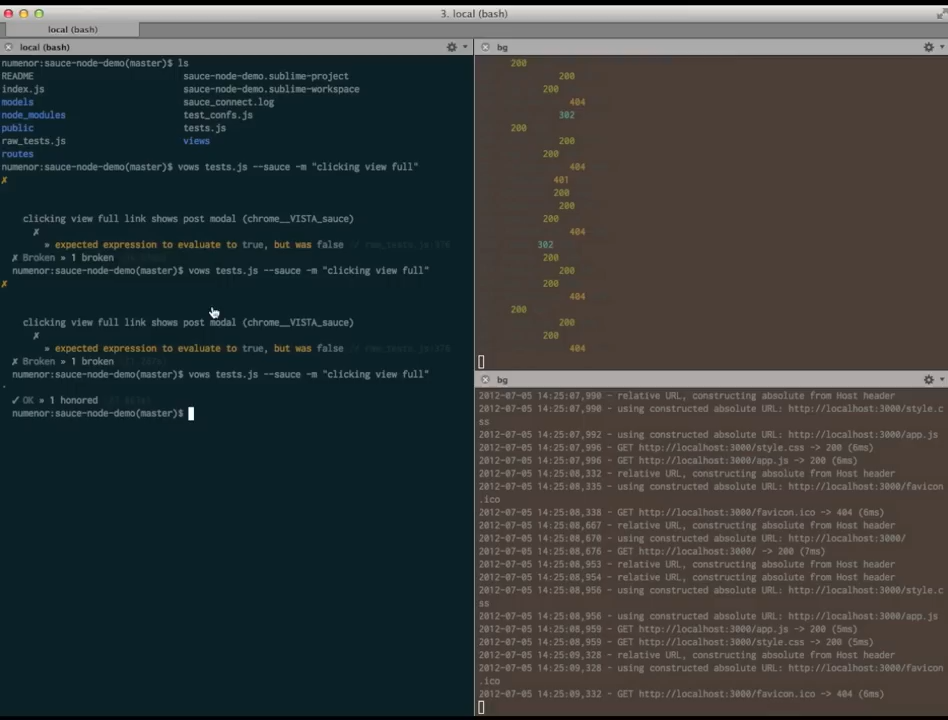 3. local (bash)
local (bash)
local (bash)
numenor:sauce-node-demo(master)$ ls
README sauce-node-demo.sublime-project
index.js sauce-node-demo.sublime-workspace
models sauce_connect.log
node_modules test_confs.js
public tests.js
raw_tests.js views
routes
numenor:sauce-node-demo(master)$ vows tests.js --sauce -m "clicking view full"
✗
clicking view full link shows post modal (chrome__VISTA_sauce)
✗
» expected expression to evaluate to true, but was false // raw_tests.js:376
✗ Broken » 1 broken
numenor:sauce-node-demo(master)$ vows tests.js --sauce -m "clicking view full"
✗
clicking view full link shows post modal (chrome__VISTA_sauce)
✗
» expected expression to evaluate to true, but was false // raw_tests.js:376
✗ Broken » 1 broken
numenor:sauce-node-demo(master)$ vows tests.js --sauce -m "clicking view full"
.
✓ OK » 1 honored
numenor:sauce-node-demo(master)$
bg
200
200
200
404
302
200
200
200
404
401
200
200
200
404
302
200
200
200
404
200
200
200
404
bg
2012-07-05 14:25:07,990 - relative URL, constructing absolute from Host header
2012-07-05 14:25:07,990 - using constructed absolute URL: http://localhost:3000/style.c
ss
2012-07-05 14:25:07,992 - using constructed absolute URL: http://localhost:3000/app.js
2012-07-05 14:25:07,996 - GET http://localhost:3000/style.css -> 200 (6ms)
2012-07-05 14:25:07,996 - GET http://localhost:3000/app.js -> 200 (6ms)
2012-07-05 14:25:08,332 - relative URL, constructing absolute from Host header
2012-07-05 14:25:08,335 - using constructed absolute URL: http://localhost:3000/favicon
.ico
2012-07-05 14:25:08,338 - GET http://localhost:3000/favicon.ico -> 404 (6ms)
2012-07-05 14:25:08,667 - relative URL, constructing absolute from Host header
2012-07-05 14:25:08,670 - using constructed absolute URL: http://localhost:3000/
2012-07-05 14:25:08,676 - GET http://localhost:3000/ -> 200 (7ms)
2012-07-05 14:25:08,953 - relative URL, constructing absolute from Host header
2012-07-05 14:25:08,954 - relative URL, constructing absolute from Host header
2012-07-05 14:25:08,956 - using constructed absolute URL: http://localhost:3000/style.c
ss
2012-07-05 14:25:08,956 - using constructed absolute URL: http://localhost:3000/app.js
2012-07-05 14:25:08,959 - GET http://localhost:3000/app.js -> 200 (5ms)
2012-07-05 14:25:08,959 - GET http://localhost:3000/style.css -> 200 (5ms)
2012-07-05 14:25:09,328 - relative URL, constructing absolute from Host header
2012-07-05 14:25:09,328 - using constructed absolute URL: http://localhost:3000/favicon
.ico
2012-07-05 14:25:09,332 - GET http://localhost:3000/favicon.ico -> 404 (6ms)